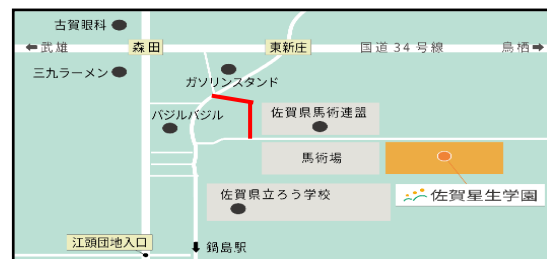 古賀眼科
←武雄
森田
東新庄
国道34号線
鳥栖→
三九ラーメン
ガソリンスタンド
バジルバジル
佐賀県馬術連盟
馬術場
佐賀県立ろう学校
佐賀星生学園
江頭団地入口
鍋島駅